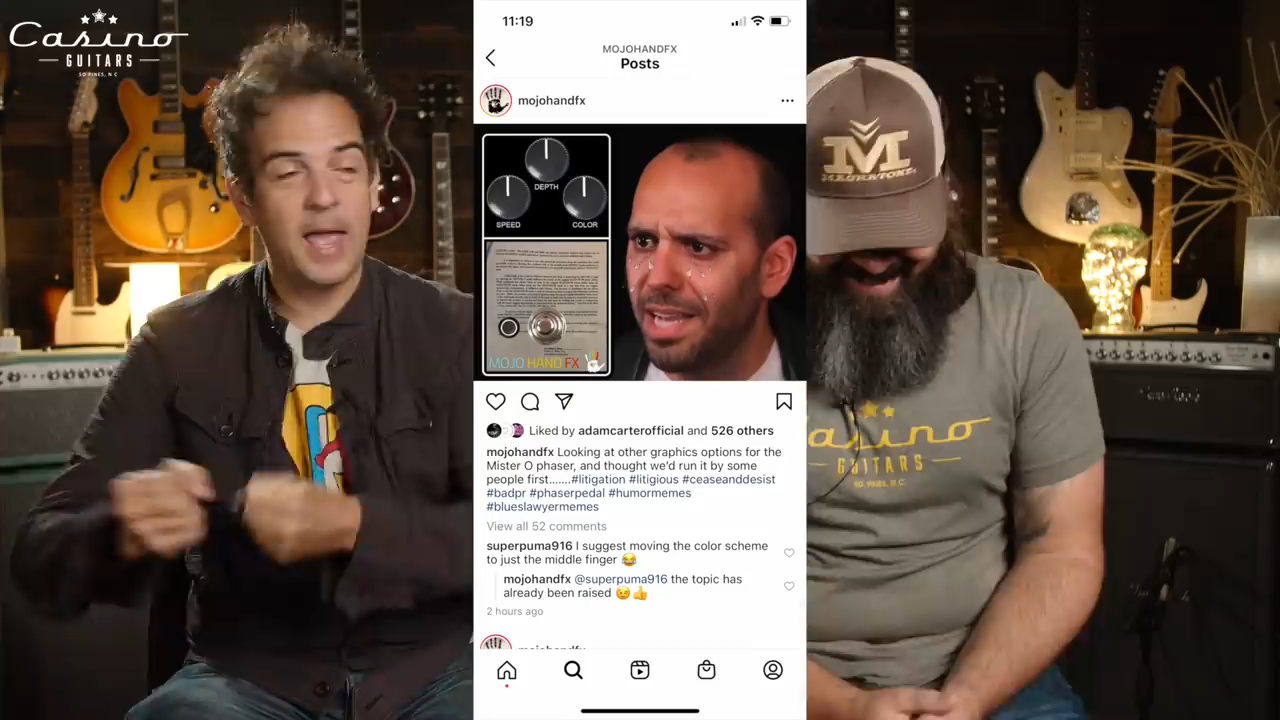 Casino
GUITARS
SO PINES, N C
11:19
MOJOHANDFX
Posts
mojohandfx
DEPTH
SPEED
COLOR
MOJO HAND FX
Liked by adamcarterofficial and 526 others
mojohandfx Looking at other graphics options for the
Mister O phaser, and thought we'd run it by some
people first.......#litigation #litigious #ceaseanddesist
#badpr #phaserpedal #humormemes
#blueslawyermemes
View all 52 comments
superpuma916 I suggest moving the color scheme
to just the middle finger 😂
mojohandfx @superpuma916 the topic has
already been raised 😉👍
2 hours ago
mojohandfx
M
asino
GUITARS
SO PINES, N C